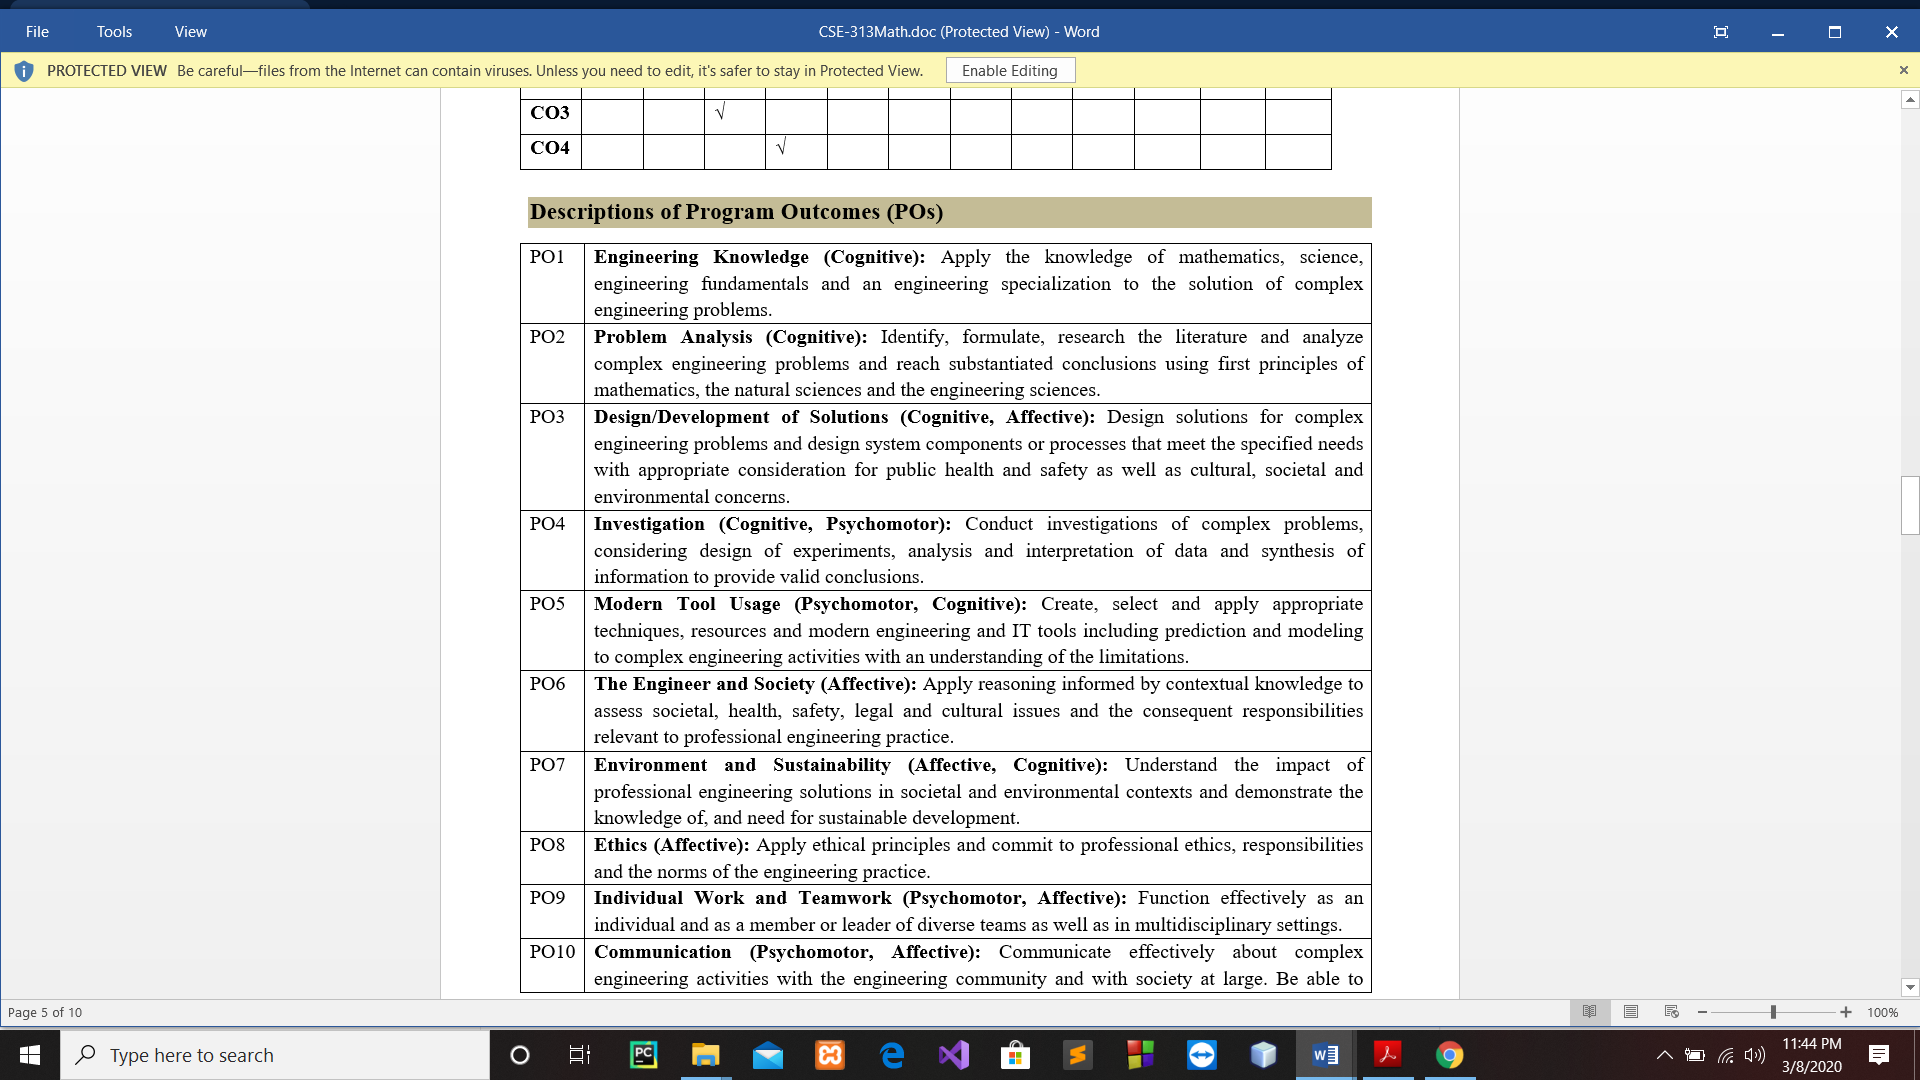 File Tools View CSE-313Math.doc (Protected View) - Word
PROTECTED VIEW Be careful—files from the Internet can contain viruses. Unless you need to edit, it's safer to stay in Protected View. Enable Editing
CO3 √
CO4 √
Descriptions of Program Outcomes (POs)
PO1 Engineering Knowledge (Cognitive): Apply the knowledge of mathematics, science,
engineering fundamentals and an engineering specialization to the solution of complex
engineering problems.
PO2 Problem Analysis (Cognitive): Identify, formulate, research the literature and analyze
complex engineering problems and reach substantiated conclusions using first principles of
mathematics, the natural sciences and the engineering sciences.
PO3 Design/Development of Solutions (Cognitive, Affective): Design solutions for complex
engineering problems and design system components or processes that meet the specified needs
with appropriate consideration for public health and safety as well as cultural, societal and
environmental concerns.
PO4 Investigation (Cognitive, Psychomotor): Conduct investigations of complex problems,
considering design of experiments, analysis and interpretation of data and synthesis of
information to provide valid conclusions.
PO5 Modern Tool Usage (Psychomotor, Cognitive): Create, select and apply appropriate
techniques, resources and modern engineering and IT tools including prediction and modeling
to complex engineering activities with an understanding of the limitations.
PO6 The Engineer and Society (Affective): Apply reasoning informed by contextual knowledge to
assess societal, health, safety, legal and cultural issues and the consequent responsibilities
relevant to professional engineering practice.
PO7 Environment and Sustainability (Affective, Cognitive): Understand the impact of
professional engineering solutions in societal and environmental contexts and demonstrate the
knowledge of, and need for sustainable development.
PO8 Ethics (Affective): Apply ethical principles and commit to professional ethics, responsibilities
and the norms of the engineering practice.
PO9 Individual Work and Teamwork (Psychomotor, Affective): Function effectively as an
individual and as a member or leader of diverse teams as well as in multidisciplinary settings.
PO10 Communication (Psychomotor, Affective): Communicate effectively about complex
engineering activities with the engineering community and with society at large. Be able to
Page 5 of 10 100%
Type here to search
PC
11:44 PM
3/8/2020